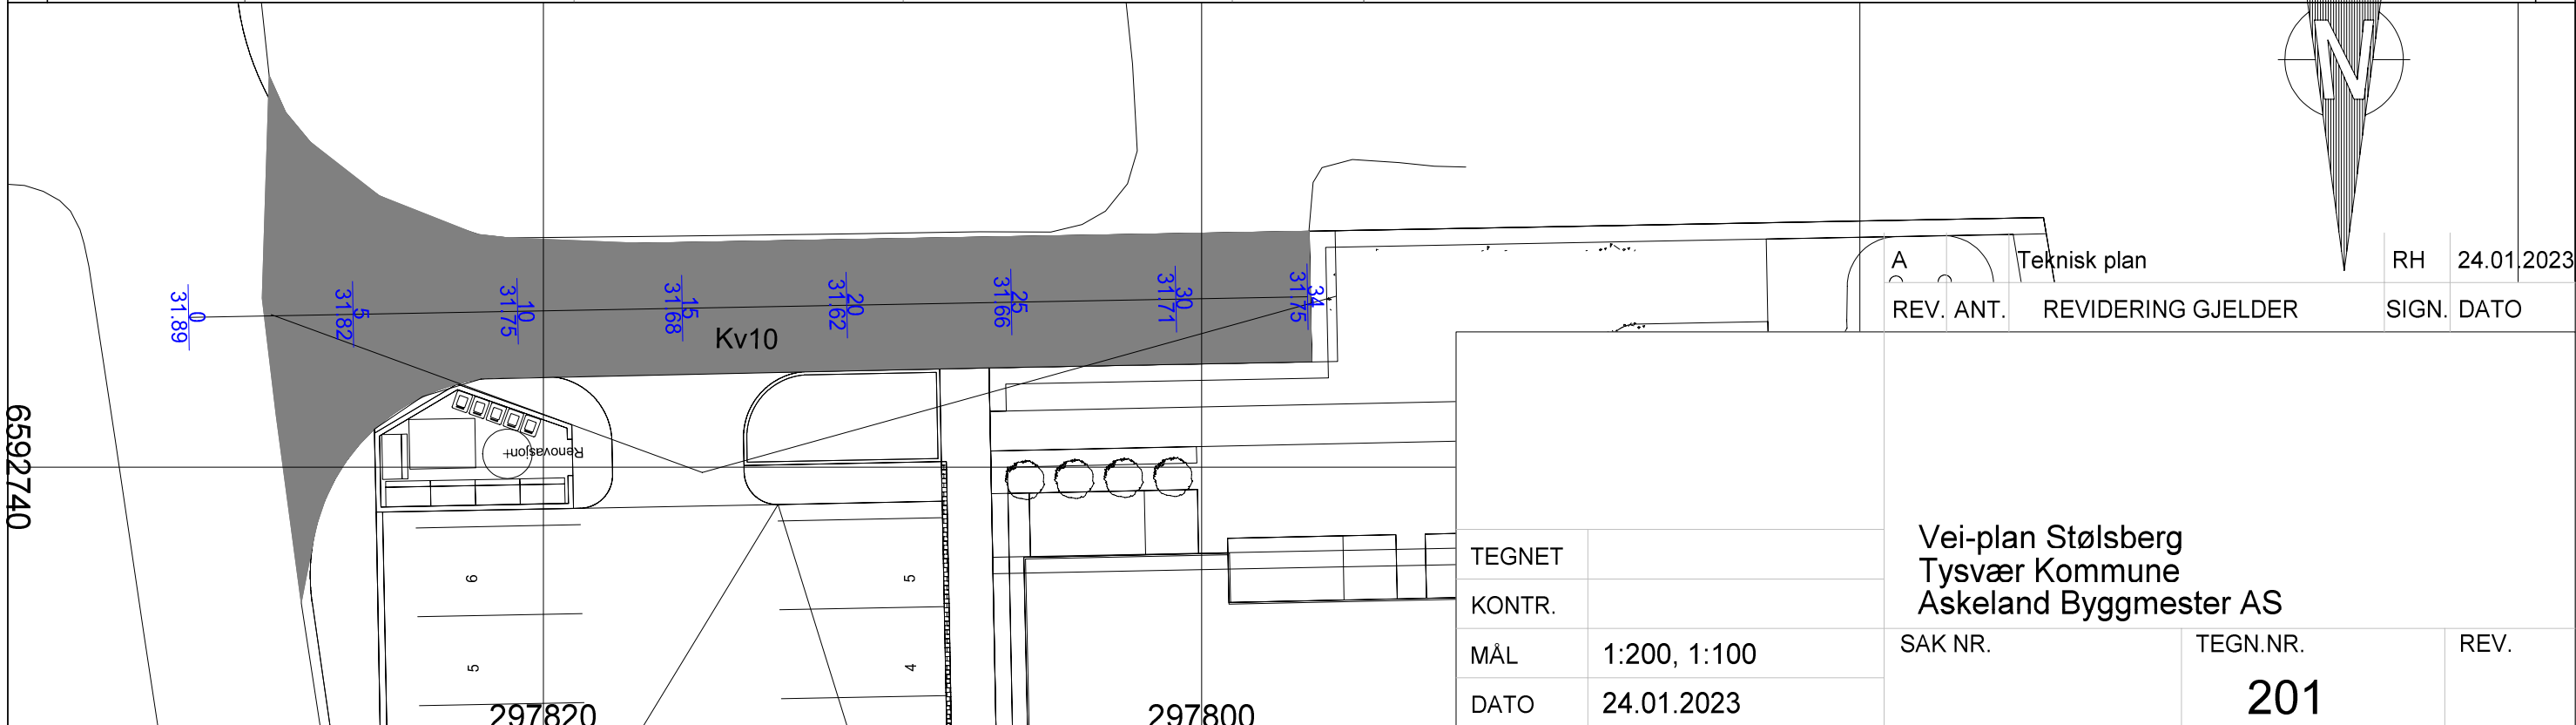 N
0
31.89
5
31.82
10
31.75
15
31.68
20
31.62
25
31.66
30
31.71
34
31.75
Kv10
Renovasjon
6592740
6
5
5
4
297820
297800
A Teknisk plan RH 24.01.2023
REV. ANT. REVIDERING GJELDER SIGN. DATO
Vei-plan Stølsberg
Tysvær Kommune
Askeland Byggmester AS
TEGNET
KONTR.
MÅL 1:200, 1:100
DATO 24.01.2023
SAK NR. TEGN.NR. REV.
201